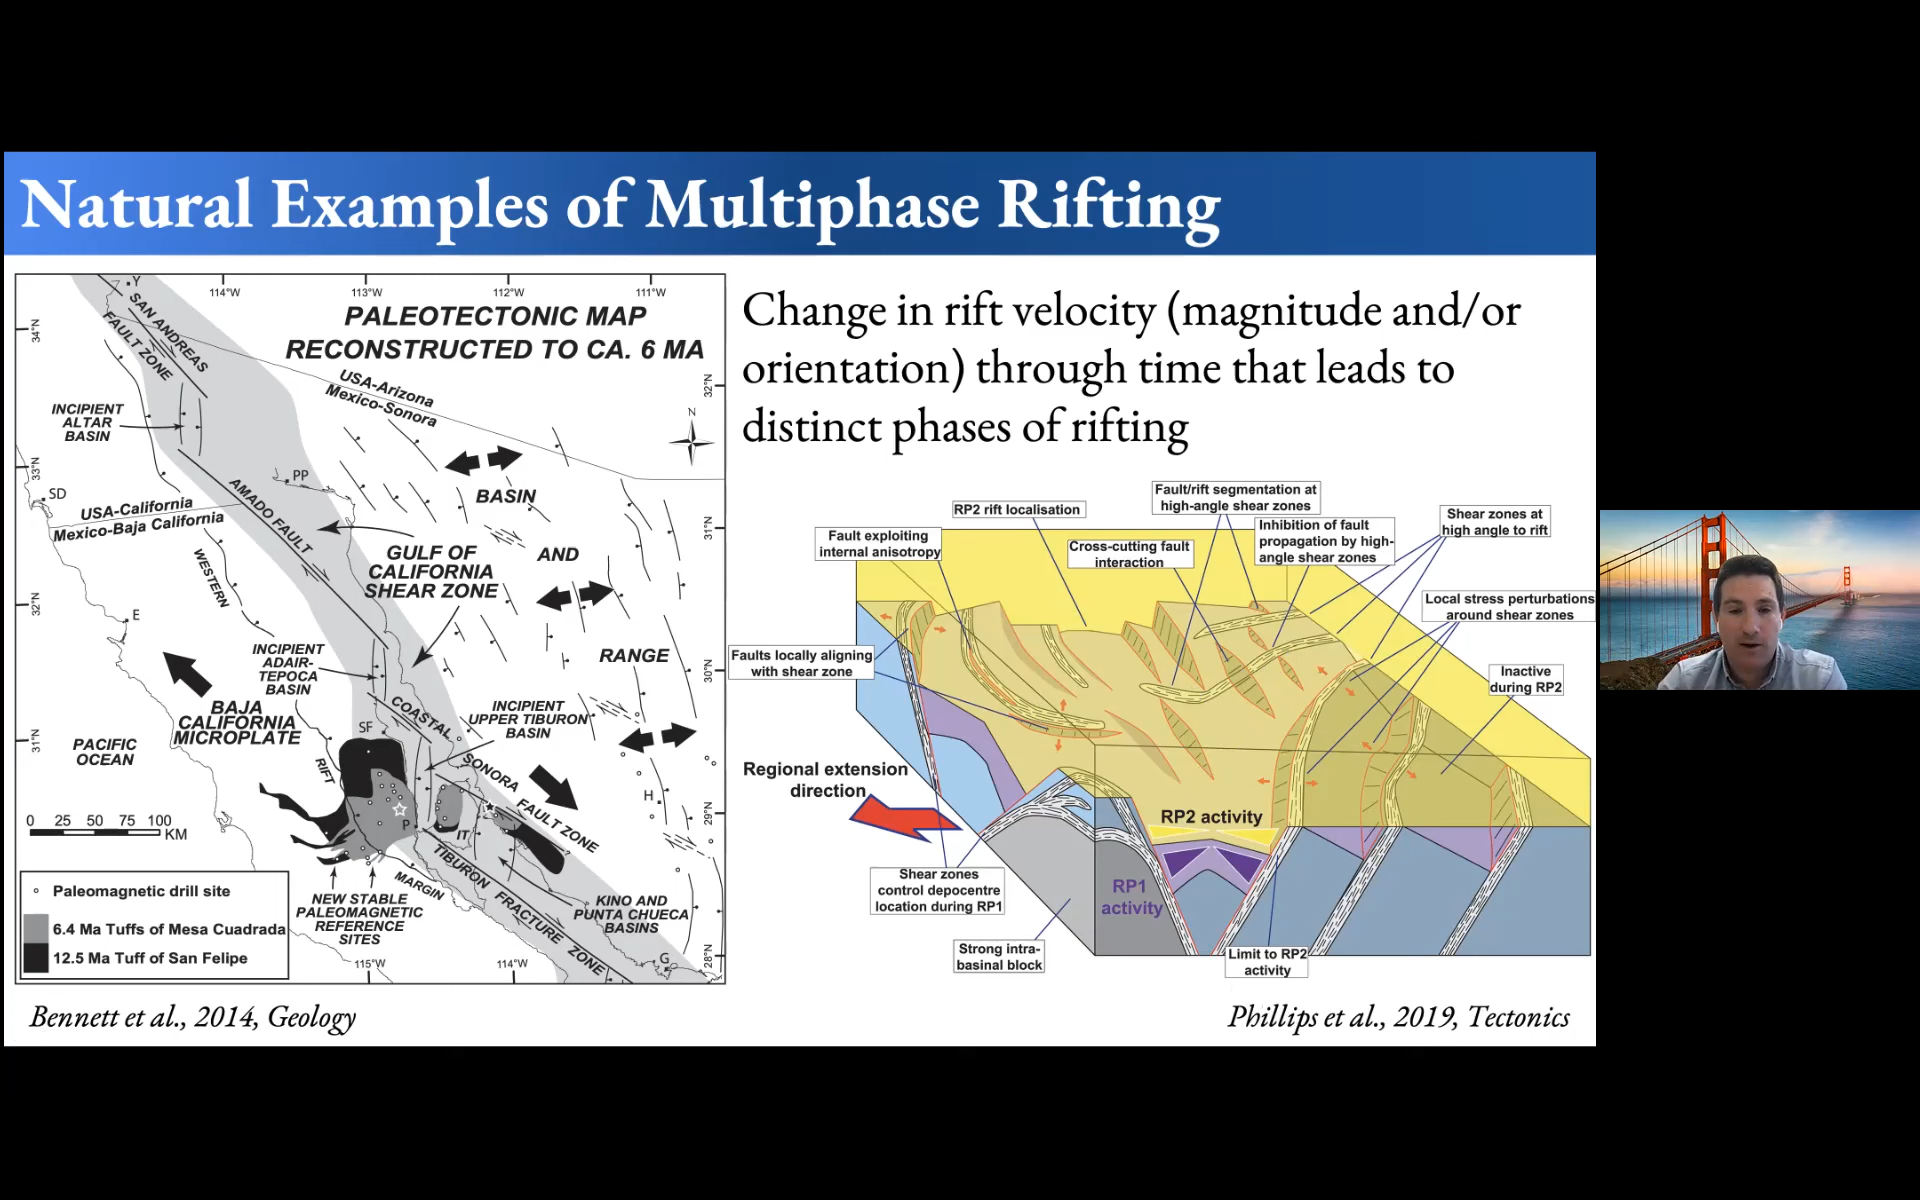 Natural Examples of Multiphase Rifting
114°W
113°W
112°W
111°W
34°N
33°N
32°N
31°N
32°N
31°N
30°N
29°N
28°N
115°W
114°W
PALEOTECTONIC MAP
RECONSTRUCTED TO CA. 6 MA
Y
SAN ANDREAS
FAULT ZONE
USA-Arizona
Mexico-Sonora
N
INCIPIENT
ALTAR
BASIN
PP
SD
USA-California
Mexico-Baja California
AMADO FAULT
BASIN
AND
RANGE
GULF OF
CALIFORNIA
SHEAR ZONE
WESTERN
E
INCIPIENT
ADAIR-
TEPOCA
BASIN
BAJA
CALIFORNIA
MICROPLATE
PACIFIC
OCEAN
SF
COASTAL
INCIPIENT
UPPER TIBURON
BASIN
SONORA
FAULT ZONE
RIFT
H
P
IT
0 25 50 75 100
KM
TIBURON
FRACTURE ZONE
MARGIN
KINO AND
PUNTA CHUECA
BASINS
G
NEW STABLE
PALEOMAGNETIC
REFERENCE
SITES
Paleomagnetic drill site
6.4 Ma Tuffs of Mesa Cuadrada
12.5 Ma Tuff of San Felipe
Bennett et al., 2014, Geology
Change in rift velocity (magnitude and/or
orientation) through time that leads to
distinct phases of rifting
Fault exploiting
internal anisotropy
RP2 rift localisation
Cross-cutting fault
interaction
Fault/rift segmentation at
high-angle shear zones
Inhibition of fault
propagation by high-
angle shear zones
Shear zones at
high angle to rift
Local stress perturbations
around shear zones
Faults locally aligning
with shear zone
Inactive
during RP2
Regional extension
direction
RP2 activity
RP1
activity
Shear zones
control depocentre
location during RP1
Strong intra-
basinal block
Limit to RP2
activity
Phillips et al., 2019, Tectonics